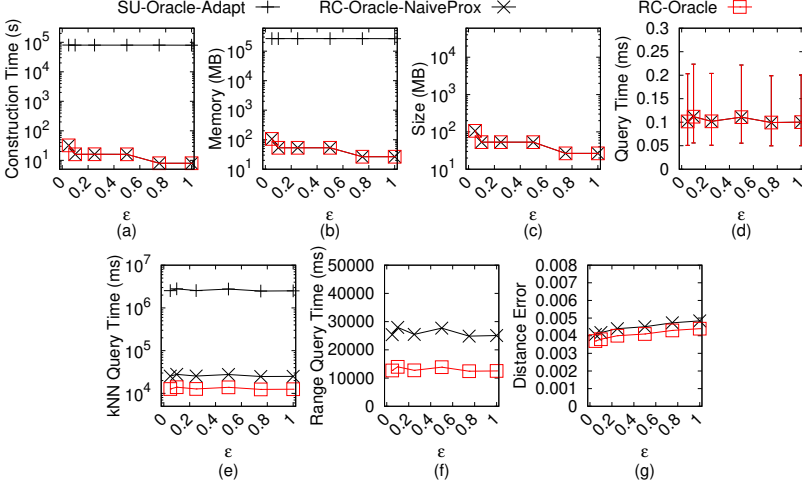 SU-Oracle-Adapt RC-Oracle-NaiveProx RC-Oracle
Construction Time (s)
10^5
10^4
10^3
10^2
10^1
0 0.2 0.4 0.6 0.8 1
ε
(a)
Memory (MB)
10^5
10^4
10^3
10^2
10^1
0 0.2 0.4 0.6 0.8 1
ε
(b)
Size (MB)
10^4
10^3
10^2
10^1
0 0.2 0.4 0.6 0.8 1
ε
(c)
Query Time (ms)
0.3
0.25
0.2
0.15
0.1
0.05
0
0 0.2 0.4 0.6 0.8 1
ε
(d)
kNN Query Time (ms)
10^7
10^6
10^5
10^4
0 0.2 0.4 0.6 0.8 1
ε
(e)
Range Query Time (ms)
50000
40000
30000
20000
10000
0
0 0.2 0.4 0.6 0.8 1
ε
(f)
Distance Error
0.008
0.006
0.005
0.004
0.003
0.001
0
0 0.2 0.4 0.6 0.8 1
ε
(g)